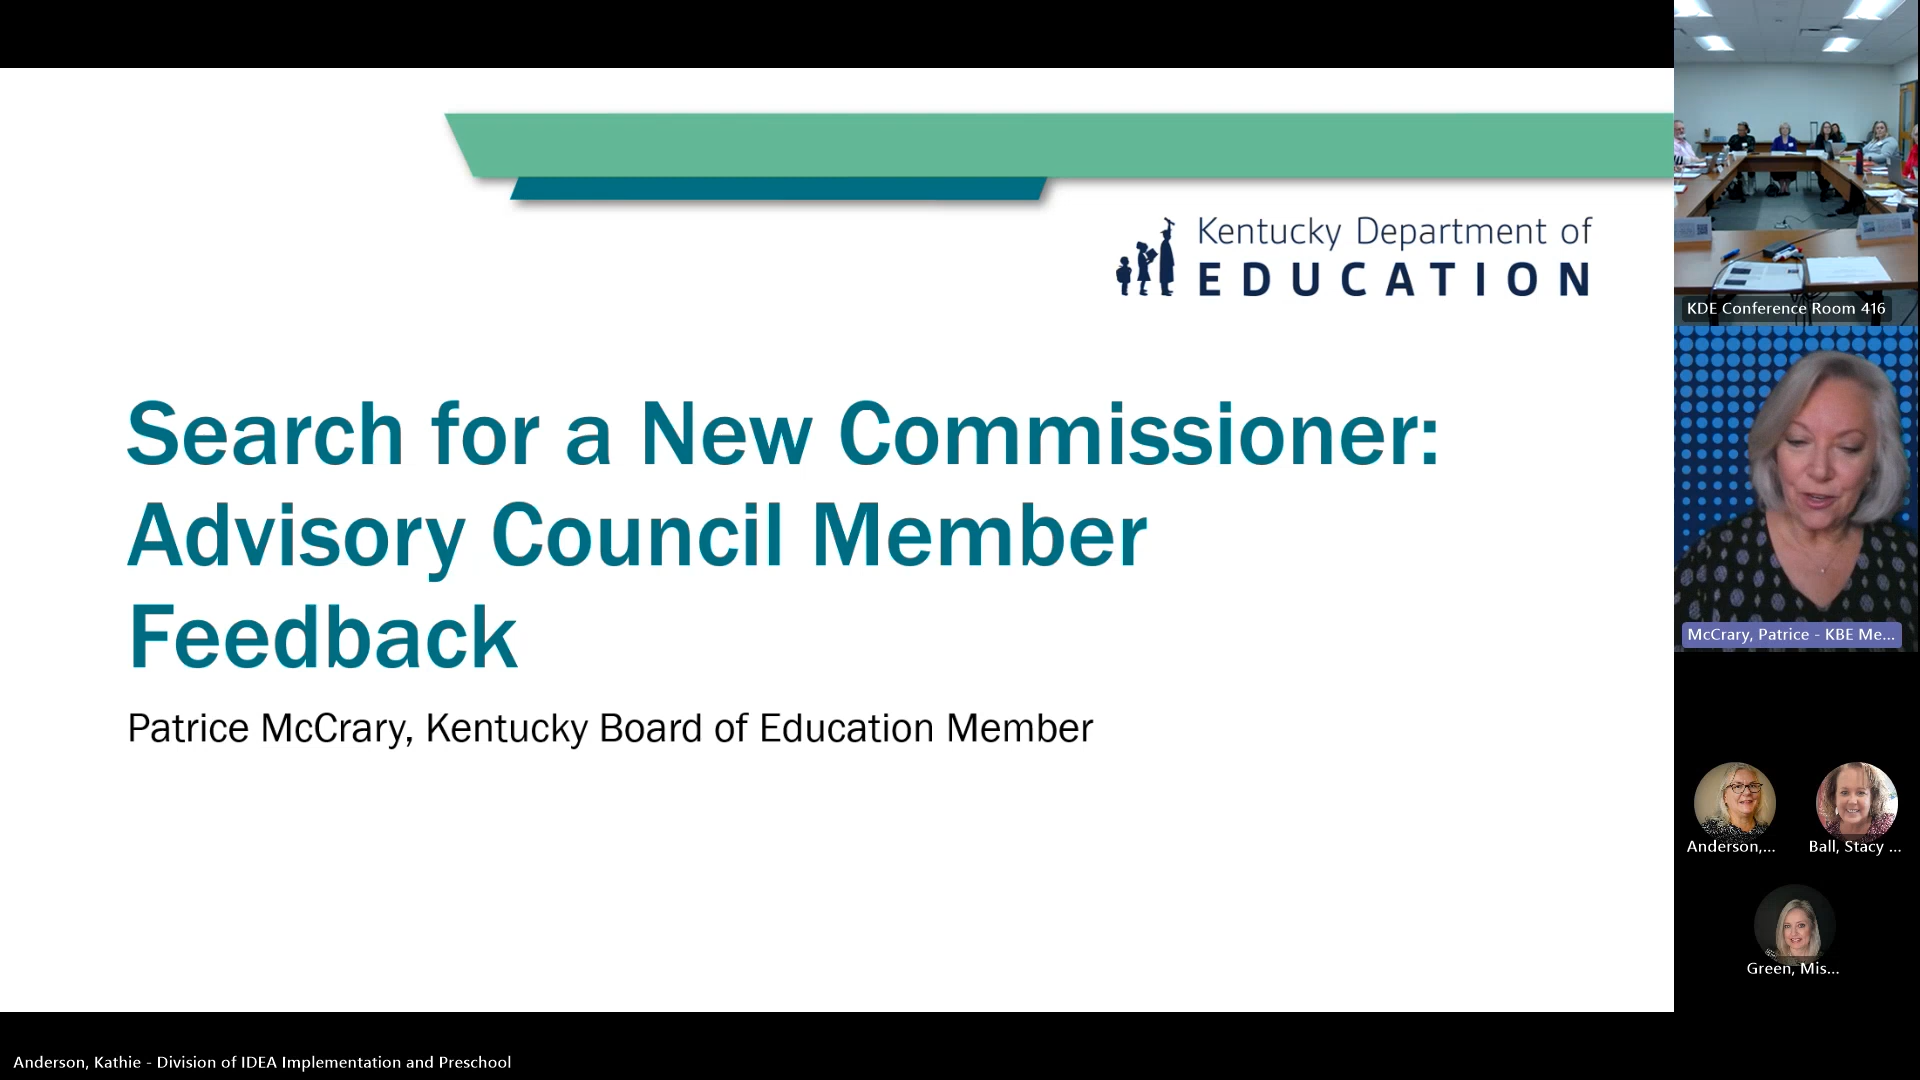 Kentucky Department of
EDUCATION
Search for a New Commissioner:
Advisory Council Member
Feedback
Patrice McCrary, Kentucky Board of Education Member
KDE Conference Room 416
McCrary, Patrice - KBE Me...
Anderson,...
Ball, Stacy ...
Green, Mis...
Anderson, Kathie - Division of IDEA Implementation and Preschool